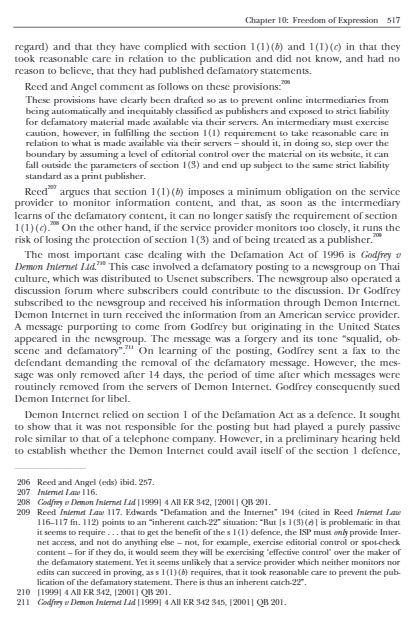 Chapter 10: Freedom of Expression 517
regard) and that they have complied with section 1(1)(b) and 1(1)(c) in that they
took reasonable care in relation to the publication and did not know, and had no
reason to believe, that they had published defamatory statements.
Reed and Angel comment as follows on these provisions:206
These provisions have clearly been drafted so as to prevent online intermediaries from
being automatically and inequitably classified as publishers and exposed to strict liability
for defamatory material made available via their servers. An intermediary must exercise
caution, however, in fulfilling the section 1(1) requirement to take reasonable care in
relation to what is made available via their servers – should it, in doing so, step over the
boundary by assuming a level of editorial control over the material on its website, it can
fall outside the parameters of section 1(3) and end up subject to the same strict liability
standard as a print publisher.
Reed207 argues that section 1(1)(b) imposes a minimum obligation on the service
provider to monitor information content, and that, as soon as the intermediary
learns of the defamatory content, it can no longer satisfy the requirement of section
1(1)(c).208 On the other hand, if the service provider monitors too closely, it runs the
risk of losing the protection of section 1(3) and of being treated as a publisher.209
The most important case dealing with the Defamation Act of 1996 is Godfrey v
Demon Internet Ltd.210 This case involved a defamatory posting to a newsgroup on Thai
culture, which was distributed to Usenet subscribers. The newsgroup also operated a
discussion forum where subscribers could contribute to the discussion. Dr Godfrey
subscribed to the newsgroup and received his information through Demon Internet.
Demon Internet in turn received the information from an American service provider.
A message purporting to come from Godfrey but originating in the United States
appeared in the newsgroup. The message was a forgery and its tone “squalid, ob-
scene and defamatory”.211 On learning of the posting, Godfrey sent a fax to the
defendant demanding the removal of the defamatory message. However, the mes-
sage was only removed after 14 days, the period of time after which messages were
routinely removed from the servers of Demon Internet. Godfrey consequently sued
Demon Internet for libel.
Demon Internet relied on section 1 of the Defamation Act as a defence. It sought
to show that it was not responsible for the posting but had played a purely passive
role similar to that of a telephone company. However, in a preliminary hearing held
to establish whether the Demon Internet could avail itself of the section 1 defence,
206 Reed and Angel (eds) ibid. 257.
207 Internet Law 116.
208 Godfrey v Demon Internet Ltd [1999] 4 All ER 342, [2001] QB 201.
209 Reed Internet Law 117. Edwards “Defamation and the Internet” 194 (cited in Reed Internet Law
116–117 fn. 112) points to an “inherent catch-22” situation: “But [s 1(3)(e)] is problematic in that
it seems to require . . . that to get the benefit of the s 1(1) defence, the ISP must only provide Inter-
net access, and not do anything else – not, for example, exercise editorial control or spot-check
content – for if they do, it would seem they will be exercising ‘effective control’ over the maker of
the defamatory statement. Yet it seems unlikely that a service provider which neither monitors nor
edits can succeed in proving, as s 1(1)(b) requires, that it took reasonable care to prevent the pub-
lication of the defamatory statement. There is thus an inherent catch-22”.
210 [1999] 4 All ER 342, [2001] QB 201.
211 Godfrey v Demon Internet Ltd [1999] 4 All ER 342 345, [2001] QB 201.